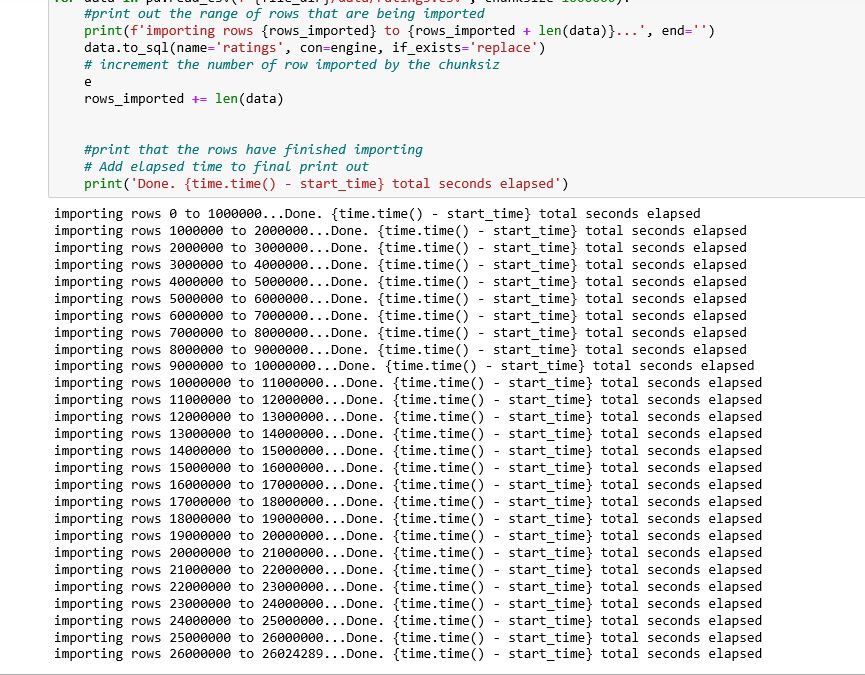 for data in pd.read_csv(f'{file_dir}/data/ratings.csv', chunksize=1000000):
    #print out the range of rows that are being imported
    print(f'importing rows {rows_imported} to {rows_imported + len(data)}...', end='')
    data.to_sql(name='ratings', con=engine, if_exists='replace')
    # increment the number of row imported by the chunksiz
    e
    rows_imported += len(data)
    #print that the rows have finished importing
    # Add elapsed time to final print out
    print('Done. {time.time() - start_time} total seconds elapsed')
importing rows 0 to 1000000...Done. {time.time() - start_time} total seconds elapsed
importing rows 1000000 to 2000000...Done. {time.time() - start_time} total seconds elapsed
importing rows 2000000 to 3000000...Done. {time.time() - start_time} total seconds elapsed
importing rows 3000000 to 4000000...Done. {time.time() - start_time} total seconds elapsed
importing rows 4000000 to 5000000...Done. {time.time() - start_time} total seconds elapsed
importing rows 5000000 to 6000000...Done. {time.time() - start_time} total seconds elapsed
importing rows 6000000 to 7000000...Done. {time.time() - start_time} total seconds elapsed
importing rows 7000000 to 8000000...Done. {time.time() - start_time} total seconds elapsed
importing rows 8000000 to 9000000...Done. {time.time() - start_time} total seconds elapsed
importing rows 9000000 to 10000000...Done. {time.time() - start_time} total seconds elapsed
importing rows 10000000 to 11000000...Done. {time.time() - start_time} total seconds elapsed
importing rows 11000000 to 12000000...Done. {time.time() - start_time} total seconds elapsed
importing rows 12000000 to 13000000...Done. {time.time() - start_time} total seconds elapsed
importing rows 13000000 to 14000000...Done. {time.time() - start_time} total seconds elapsed
importing rows 14000000 to 15000000...Done. {time.time() - start_time} total seconds elapsed
importing rows 15000000 to 16000000...Done. {time.time() - start_time} total seconds elapsed
importing rows 16000000 to 17000000...Done. {time.time() - start_time} total seconds elapsed
importing rows 17000000 to 18000000...Done. {time.time() - start_time} total seconds elapsed
importing rows 18000000 to 19000000...Done. {time.time() - start_time} total seconds elapsed
importing rows 19000000 to 20000000...Done. {time.time() - start_time} total seconds elapsed
importing rows 20000000 to 21000000...Done. {time.time() - start_time} total seconds elapsed
importing rows 21000000 to 22000000...Done. {time.time() - start_time} total seconds elapsed
importing rows 22000000 to 23000000...Done. {time.time() - start_time} total seconds elapsed
importing rows 23000000 to 24000000...Done. {time.time() - start_time} total seconds elapsed
importing rows 24000000 to 25000000...Done. {time.time() - start_time} total seconds elapsed
importing rows 25000000 to 26000000...Done. {time.time() - start_time} total seconds elapsed
importing rows 26000000 to 26024289...Done. {time.time() - start_time} total seconds elapsed